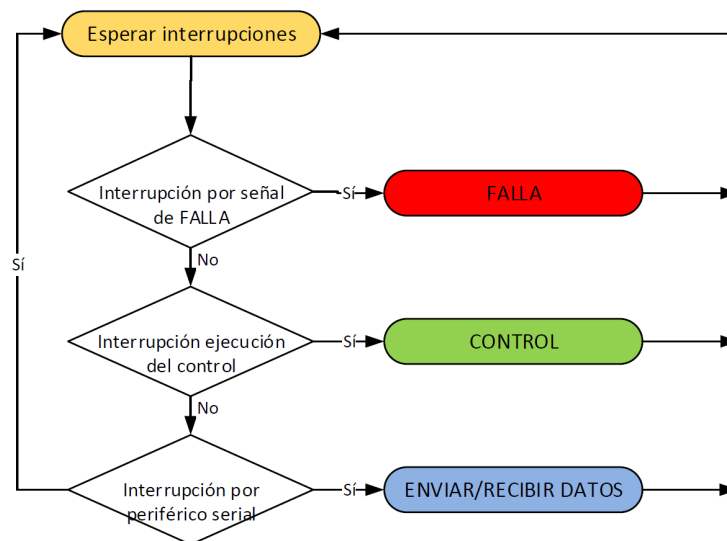 Esperar interrupciones
Interrupción por señal
de FALLA
Sí
FALLA
Sí
No
Interrupción ejecución
del control
Sí
CONTROL
No
Interrupción por
periférico serial
Sí
ENVIAR/RECIBIR DATOS